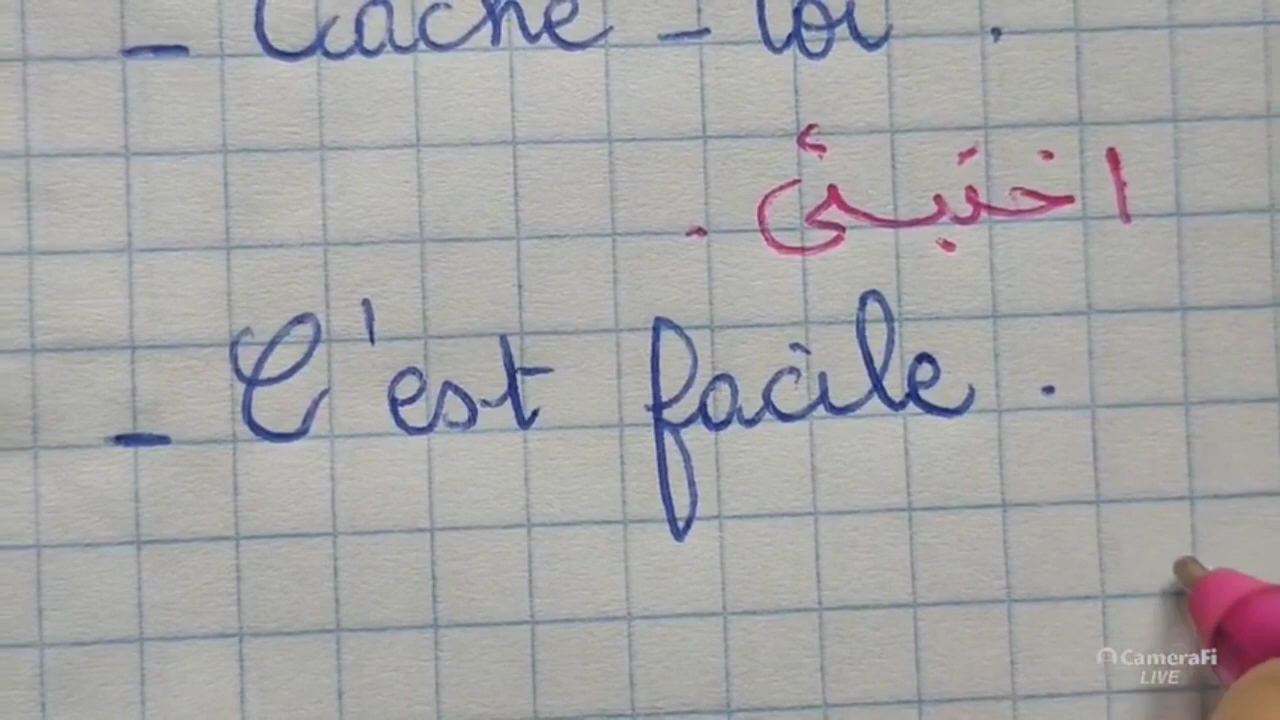 - Cache - toi .
اختبئ .
- C'est facile .
CameraFi
LIVE